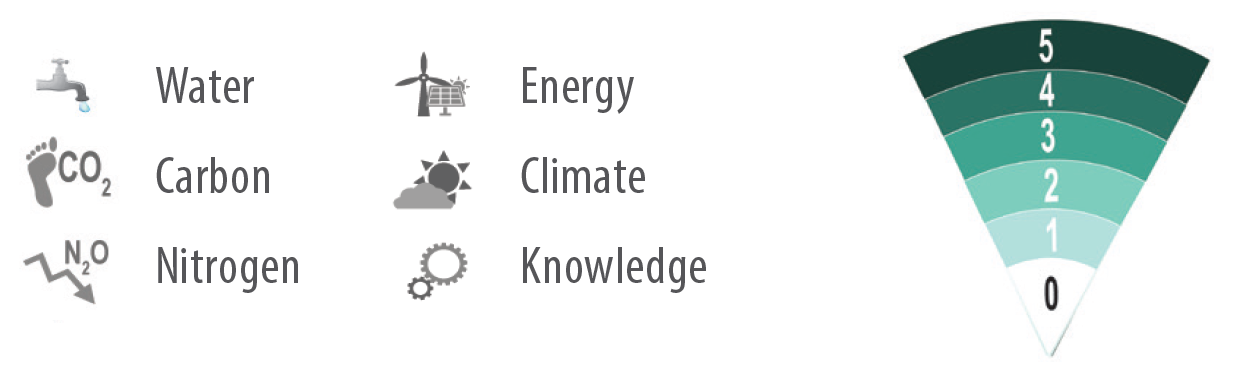 Water
Energy
CO2
Carbon
Climate
N2O
Nitrogen
Knowledge
5
4
3
2
1
0